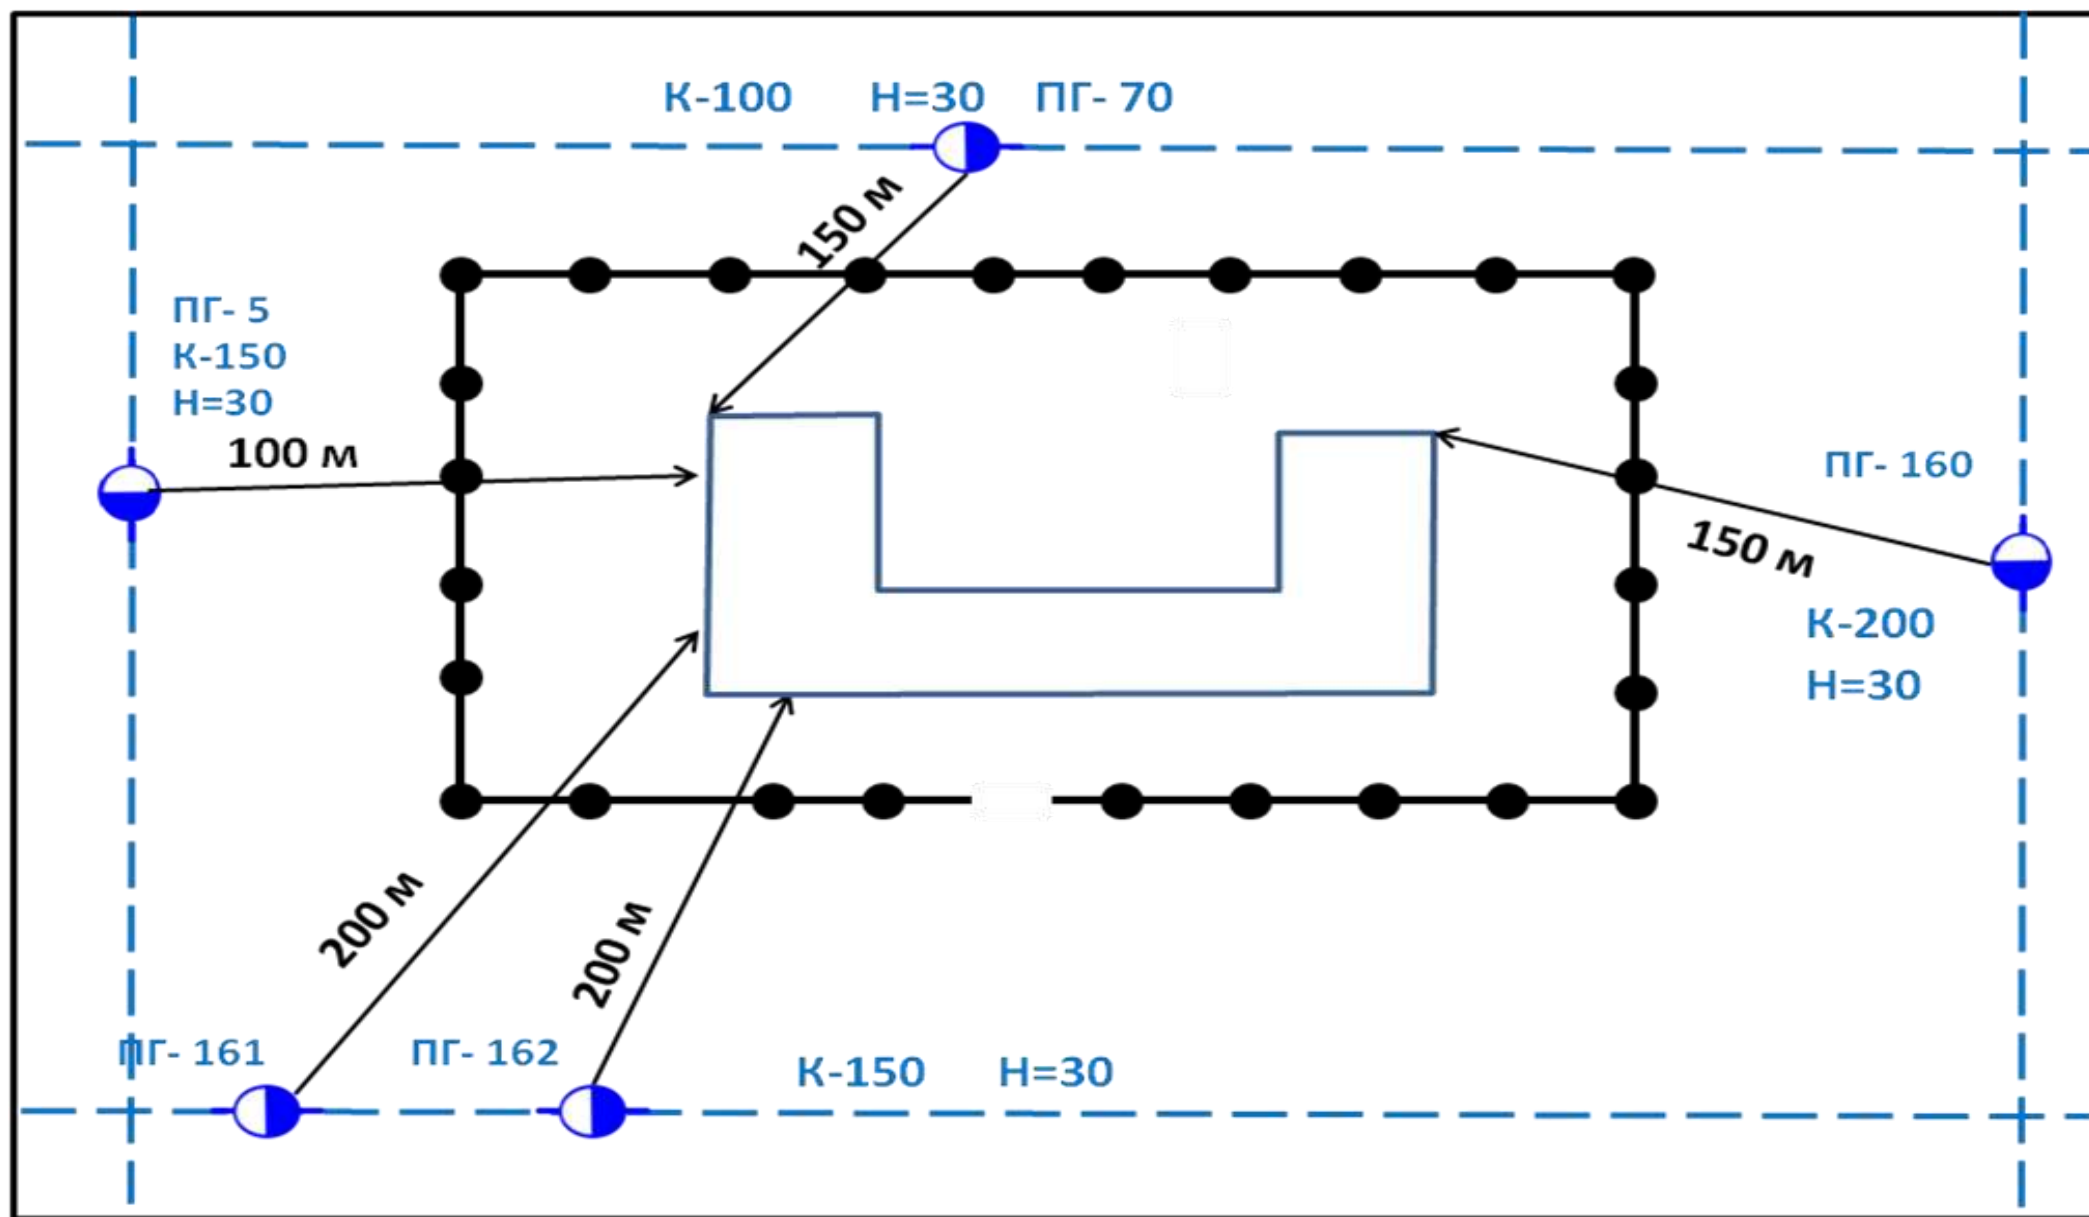 К-100 Н=30 ПГ- 70
150 м
ПГ- 5
К-150
Н=30
100 м
ПГ- 160
150 м
К-200
Н=30
200 м
200 м
ПГ- 161
ПГ- 162
К-150 Н=30